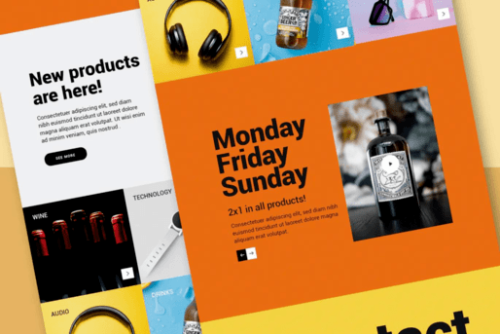 New products
are here!
Consectetuer adipiscing elit, sed diam
nibh euismod tincidunt ut laoreet dolore
magna aliquam erat volutpat. Ut wisi enim
ad minim veniam, quis nostrud
SEE MORE
WINE
TECHNOLOGY
AUDIO
DRINKS
Monday
Friday
Sunday
2x1 in all products!
Consectetuer adipiscing elit, sed diam
nibh euismod tincidunt ut laoreet dolore
magna aliquam erat volutpat.